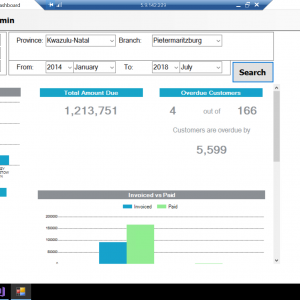 ashboard
min
Province: Kwazulu-Natal Branch: Pietermaritzburg
From: 2014 January To: 2018 July
Search
Total Amount Due
1,213,751
Overdue Customers
4 out of 166
Customers are overdue by
5,599
Invoiced vs Paid
Invoiced Paid
200000
150000
100000
50000